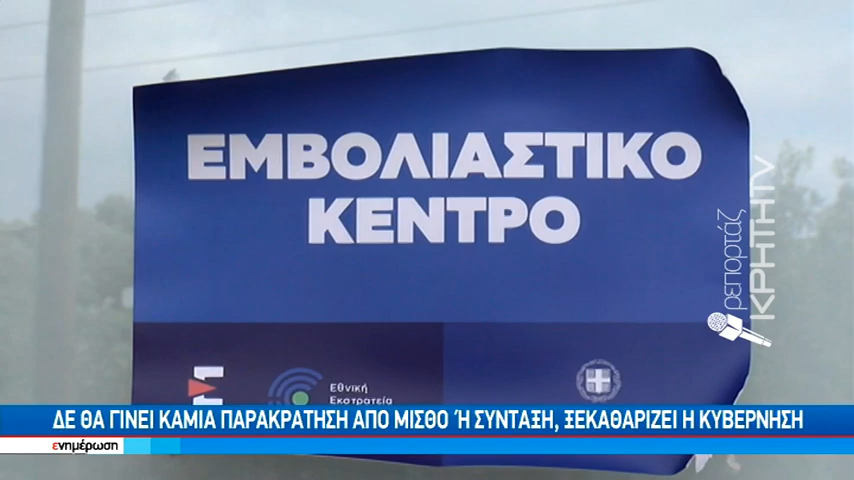 ΕΜΒΟΛΙΑΣΤΙΚΟ
ΚΕΝΤΡΟ
ρεπορτάζ
ΚΡΗΤΗTV
Εθνική
Εκστρατεία
ΔΕ ΘΑ ΓΙΝΕΙ ΚΑΜΙΑ ΠΑΡΑΚΡΑΤΗΣΗ ΑΠΟ ΜΙΣΘΟ Ή ΣΥΝΤΑΞΗ, ΞΕΚΑΘΑΡΙΖΕΙ Η ΚΥΒΕΡΝΗΣΗ
ενημέρωση